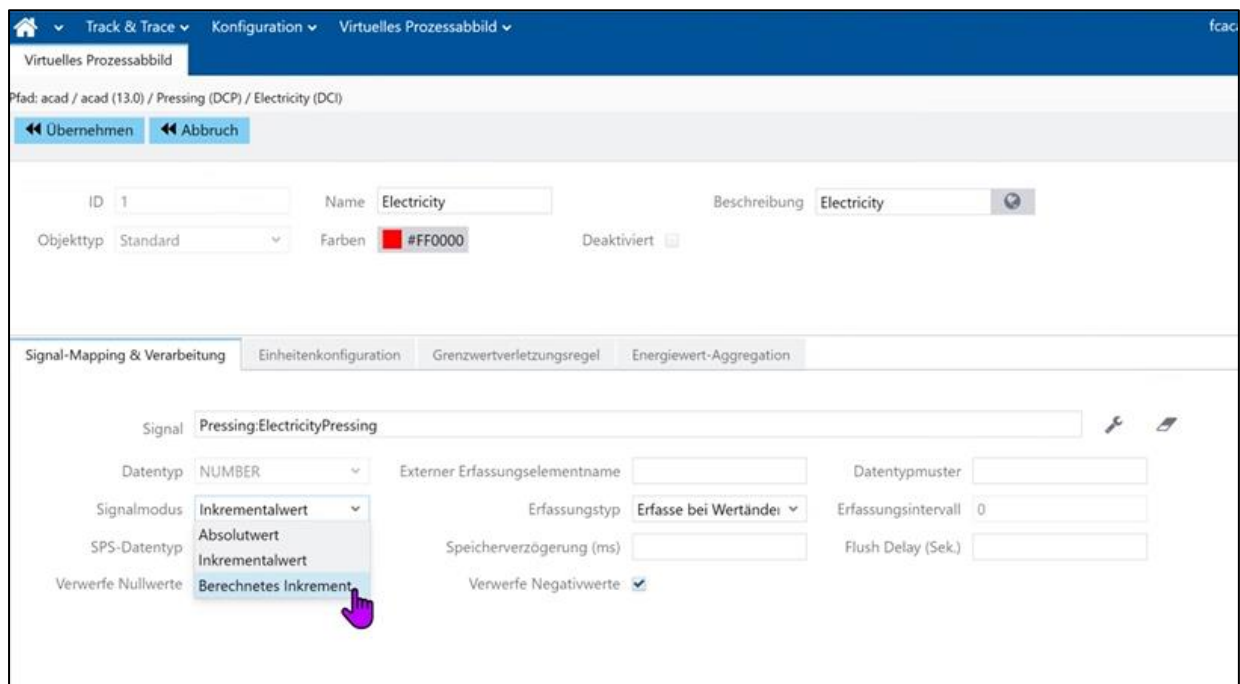 Track & Trace Konfiguration Virtuelles Prozessabbild
Virtuelles Prozessabbild
Pfad: acad / acad (13.0) / Pressing (DCP) / Electricity (DCI)
Übernehmen Abbruch
ID 1 Name Electricity Beschreibung Electricity
Objekttyp Standard Farben #FF0000 Deaktiviert
Signal-Mapping & Verarbeitung Einheitenkonfiguration Grenzwertverletzungsregel Energiewert-Aggregation
Signal Pressing:ElectricityPressing
Datentyp NUMBER Externer Erfassungselementname Datentypmuster
Signalmodus Inkrementalwert Erfassungstyp Erfasse bei Wertänder Erfassungsintervall 0
Absolutwert
SPS-Datentyp Speicherverzögerung (ms) Flush Delay (Sek.)
Inkrementalwert
Verwerfe Nullwerte Berechnetes Inkrement Verwerfe Negativwerte